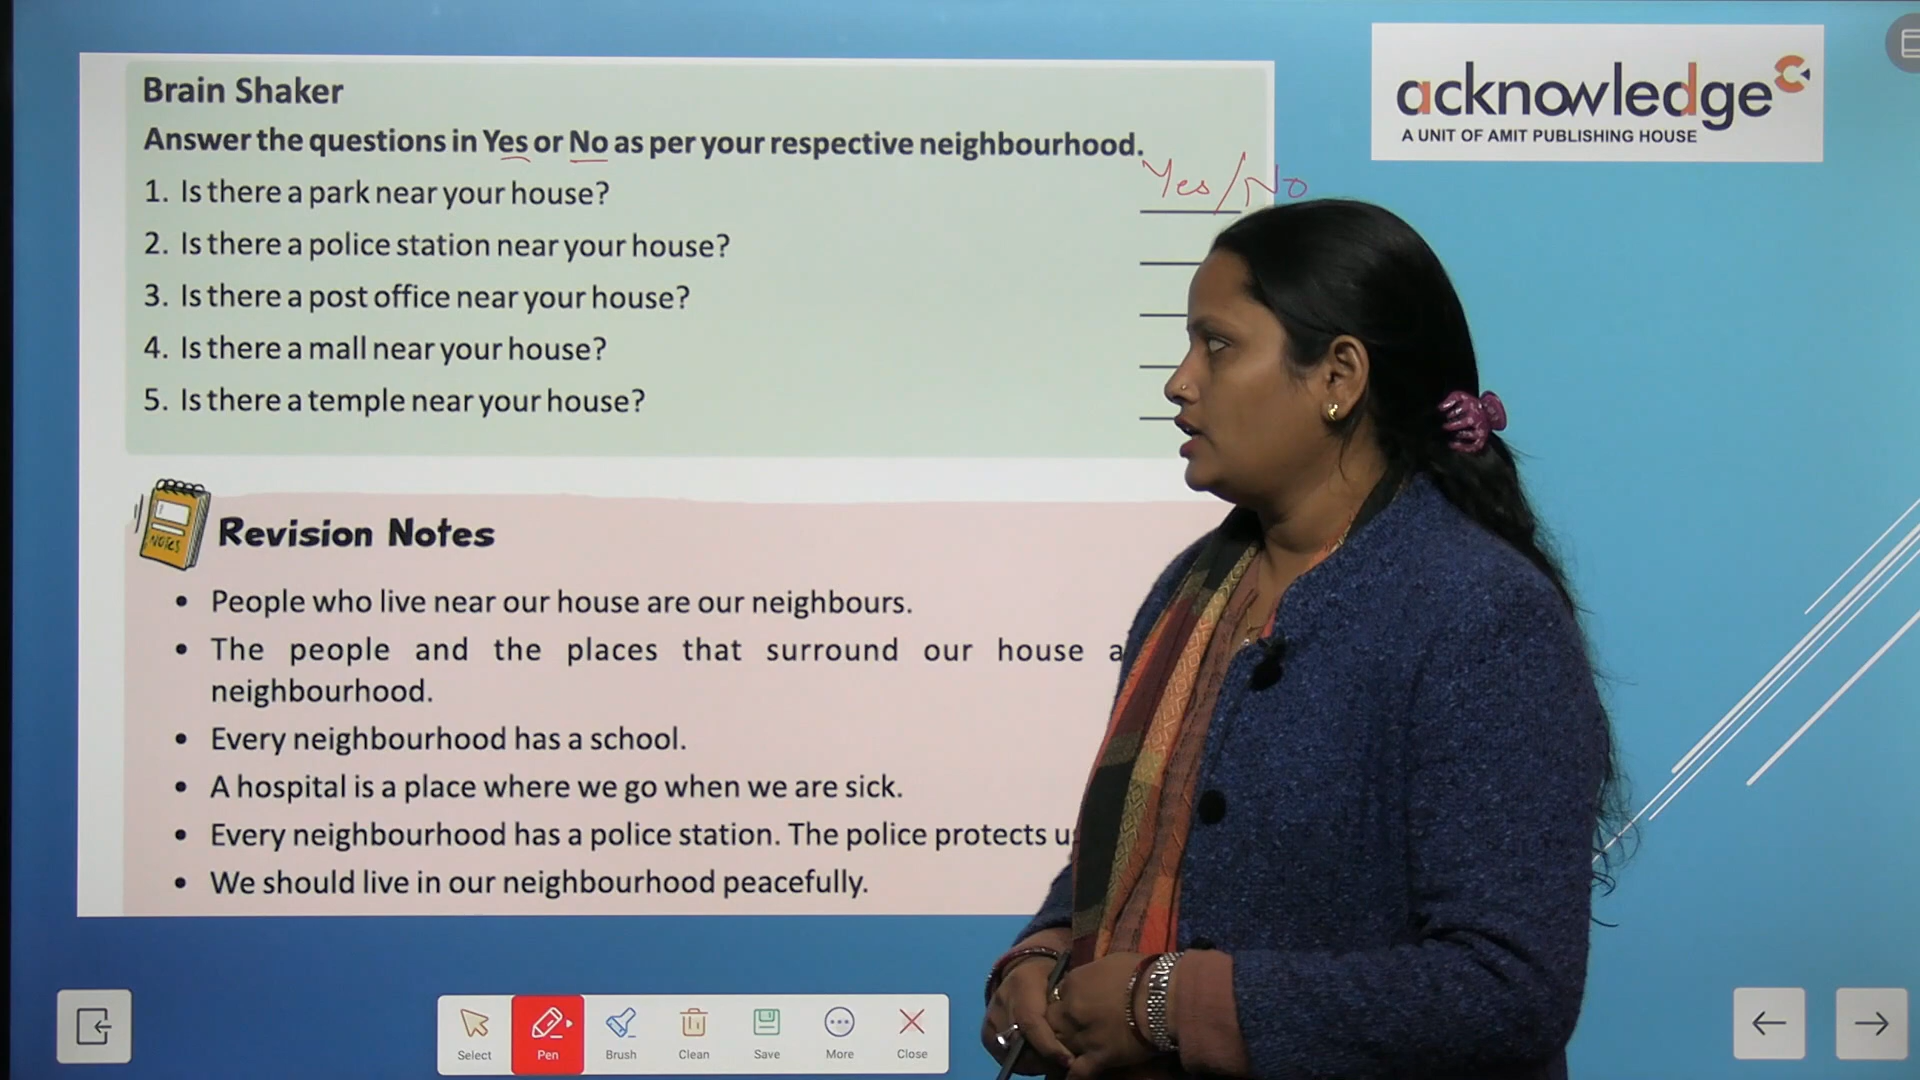 Brain Shaker
Answer the questions in Yes or No as per your respective neighbourhood.
1. Is there a park near your house?
Yes/No
2. Is there a police station near your house?
3. Is there a post office near your house?
4. Is there a mall near your house?
5. Is there a temple near your house?
NOTES
Revision Notes
• People who live near our house are our neighbours.
• The people and the places that surround our house
neighbourhood.
• Every neighbourhood has a school.
• A hospital is a place where we go when we are sick.
• Every neighbourhood has a police station. The police protects
• We should live in our neighbourhood peacefully.
acknowledge
A UNIT OF AMIT PUBLISHING HOUSE
Select
Pen
Brush
Clean
Save
More
Close